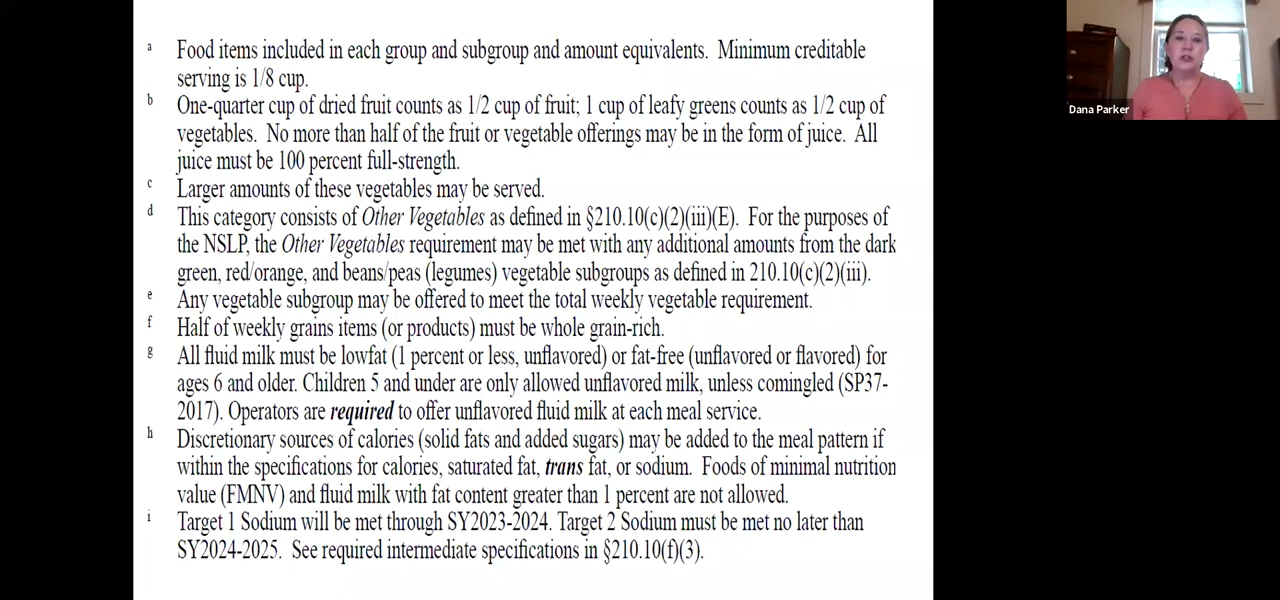 a Food items included in each group and subgroup and amount equivalents. Minimum creditable
serving is 1/8 cup.
b One-quarter cup of dried fruit counts as 1/2 cup of fruit; 1 cup of leafy greens counts as 1/2 cup of
vegetables. No more than half of the fruit or vegetable offerings may be in the form of juice. All
juice must be 100 percent full-strength.
c Larger amounts of these vegetables may be served.
d This category consists of Other Vegetables as defined in §210.10(c)(2)(iii)(E). For the purposes of
the NSLP, the Other Vegetables requirement may be met with any additional amounts from the dark
green, red/orange, and beans/peas (legumes) vegetable subgroups as defined in 210.10(c)(2)(iii).
e Any vegetable subgroup may be offered to meet the total weekly vegetable requirement.
f Half of weekly grains items (or products) must be whole grain-rich.
g All fluid milk must be lowfat (1 percent or less, unflavored) or fat-free (unflavored or flavored) for
ages 6 and older. Children 5 and under are only allowed unflavored milk, unless comingled (SP37-
2017). Operators are required to offer unflavored fluid milk at each meal service.
h Discretionary sources of calories (solid fats and added sugars) may be added to the meal pattern if
within the specifications for calories, saturated fat, trans fat, or sodium. Foods of minimal nutrition
value (FMNV) and fluid milk with fat content greater than 1 percent are not allowed.
i Target 1 Sodium will be met through SY2023-2024. Target 2 Sodium must be met no later than
SY2024-2025. See required intermediate specifications in §210.10(f)(3).
Dana Parker